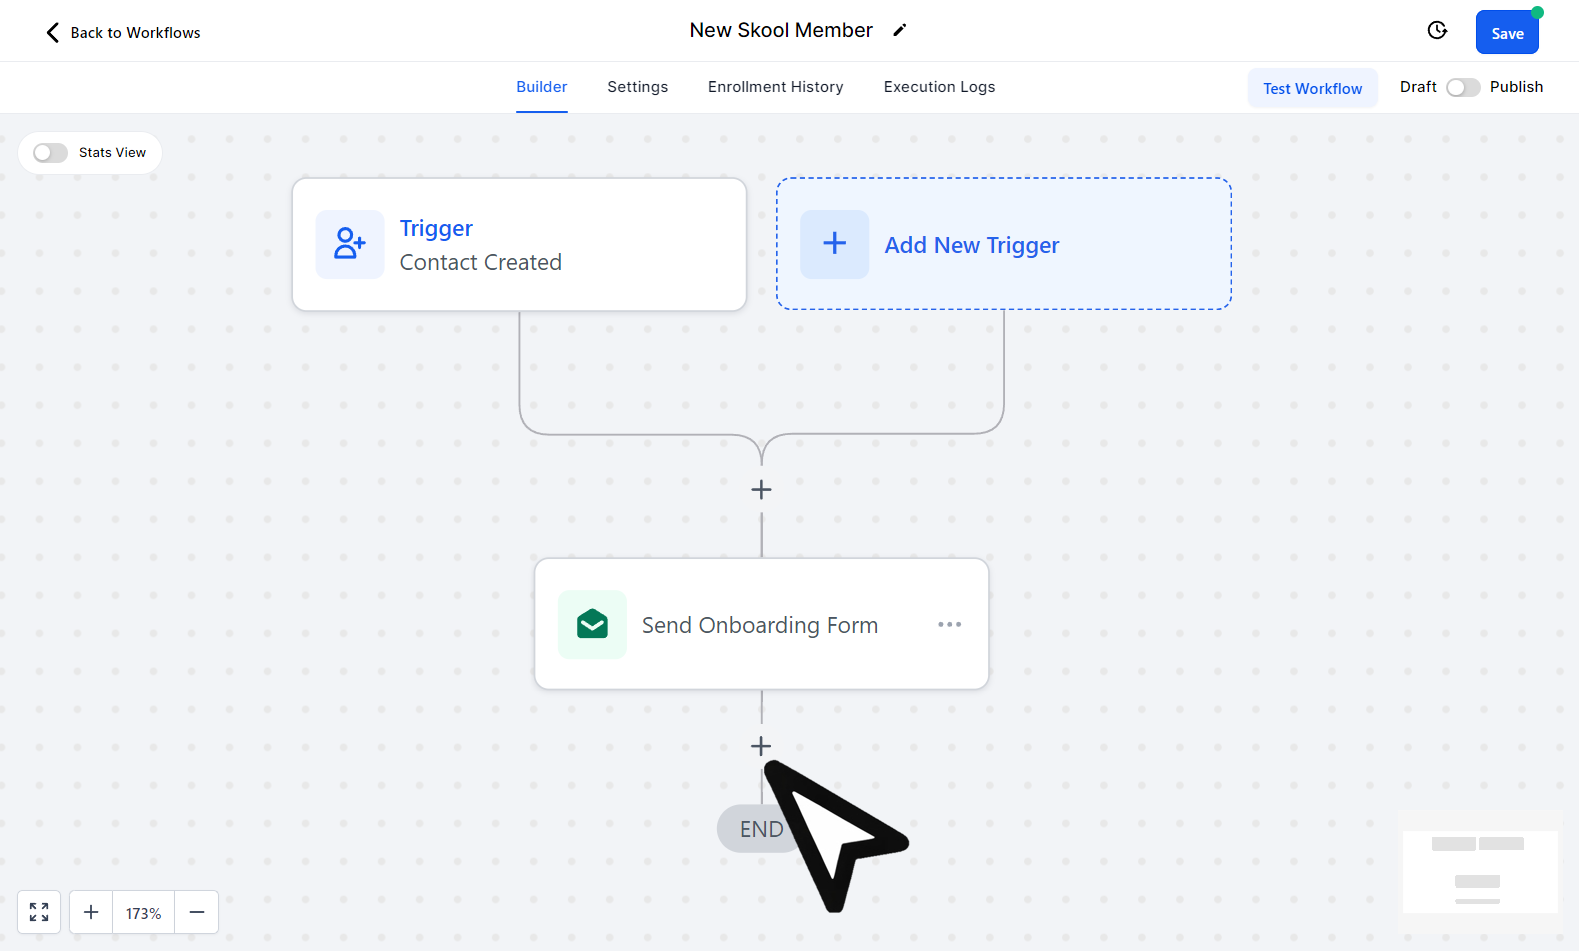 Back to Workflows
New Skool Member
Save
Builder
Settings
Enrollment History
Execution Logs
Test Workflow
Draft
Publish
Stats View
Trigger
Contact Created
Add New Trigger
Send Onboarding Form
END
173%